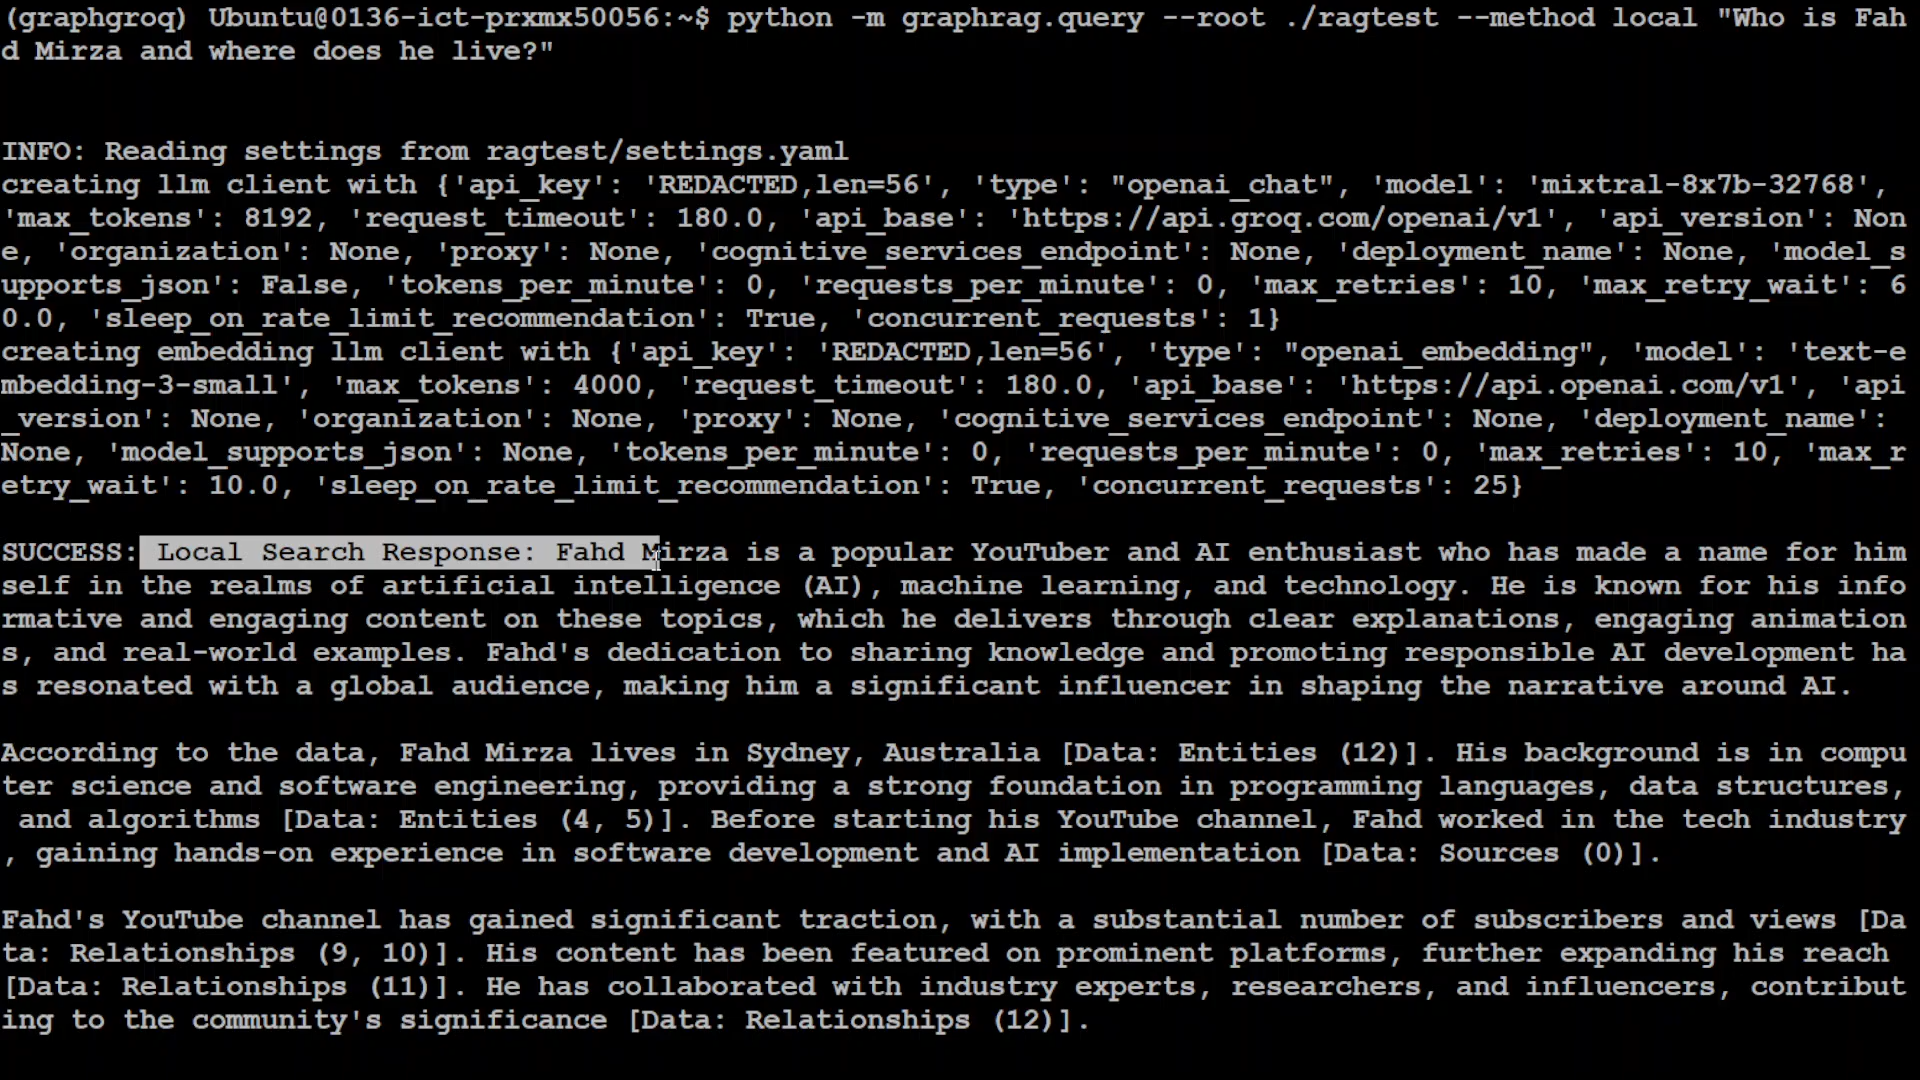 (graphgroq) Ubuntu@0136-ict-prxmx50056:~$ python -m graphrag.query --root ./ragtest --method local "Who is Fah
d Mirza and where does he live?"
INFO: Reading settings from ragtest/settings.yaml
creating llm client with {'api_key': 'REDACTED,len=56', 'type': "openai_chat", 'model': 'mixtral-8x7b-32768',
'max_tokens': 8192, 'request_timeout': 180.0, 'api_base': 'https://api.groq.com/openai/v1', 'api_version': Non
e, 'organization': None, 'proxy': None, 'cognitive_services_endpoint': None, 'deployment_name': None, 'model_s
upports_json': False, 'tokens_per_minute': 0, 'requests_per_minute': 0, 'max_retries': 10, 'max_retry_wait': 6
0.0, 'sleep_on_rate_limit_recommendation': True, 'concurrent_requests': 1}
creating embedding llm client with {'api_key': 'REDACTED,len=56', 'type': "openai_embedding", 'model': 'text-e
mbedding-3-small', 'max_tokens': 4000, 'request_timeout': 180.0, 'api_base': 'https://api.openai.com/v1', 'api
_version': None, 'organization': None, 'proxy': None, 'cognitive_services_endpoint': None, 'deployment_name':
None, 'model_supports_json': None, 'tokens_per_minute': 0, 'requests_per_minute': 0, 'max_retries': 10, 'max_r
etry_wait': 10.0, 'sleep_on_rate_limit_recommendation': True, 'concurrent_requests': 25}
SUCCESS: Local Search Response: Fahd Mirza is a popular YouTuber and AI enthusiast who has made a name for him
self in the realms of artificial intelligence (AI), machine learning, and technology. He is known for his info
rmative and engaging content on these topics, which he delivers through clear explanations, engaging animation
s, and real-world examples. Fahd's dedication to sharing knowledge and promoting responsible AI development ha
s resonated with a global audience, making him a significant influencer in shaping the narrative around AI.
According to the data, Fahd Mirza lives in Sydney, Australia [Data: Entities (12)]. His background is in compu
ter science and software engineering, providing a strong foundation in programming languages, data structures,
 and algorithms [Data: Entities (4, 5)]. Before starting his YouTube channel, Fahd worked in the tech industry
, gaining hands-on experience in software development and AI implementation [Data: Sources (0)].
Fahd's YouTube channel has gained significant traction, with a substantial number of subscribers and views [Da
ta: Relationships (9, 10)]. His content has been featured on prominent platforms, further expanding his reach
[Data: Relationships (11)]. He has collaborated with industry experts, researchers, and influencers, contribut
ing to the community's significance [Data: Relationships (12)].